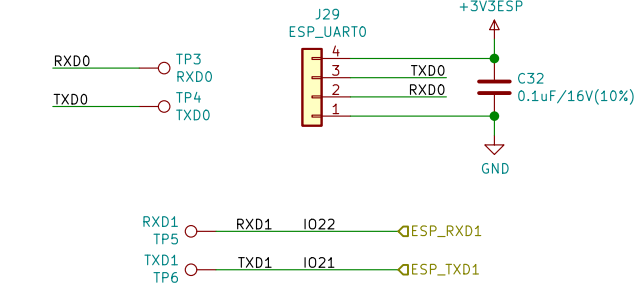 +3V3ESP
J29
ESP_UART0
4
3
2
1
TXD0
RXD0
C32
0.1uF/16V(10%)
GND
RXD0
TP3
RXD0
TXD0
TP4
TXD0
RXD1
TP5
RXD1 IO22
ESP_RXD1
TXD1
TP6
TXD1 IO21
ESP_TXD1